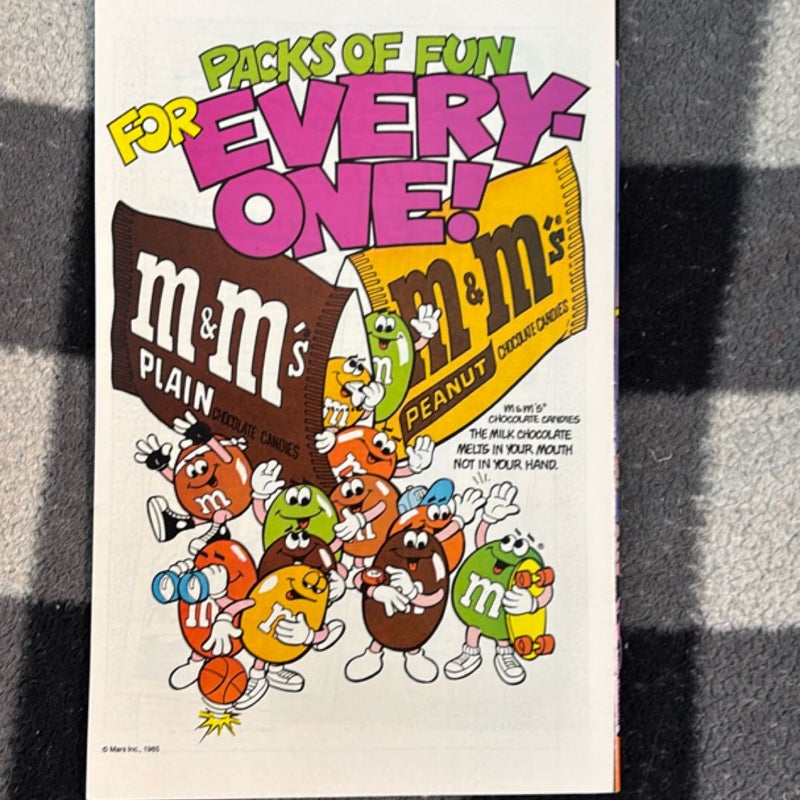 PACKS OF FUN
FOR EVERY-
ONE!
m&m's
PLAIN
CHOCOLATE CANDIES
m&m's
PEANUT
CHOCOLATE CANDIES
m&m's®
CHOCOLATE CANDIES
THE MILK CHOCOLATE
MELTS IN YOUR MOUTH
NOT IN YOUR HAND.
m
m
m
m
m
m
m
m
®
© Mars Inc., 1985